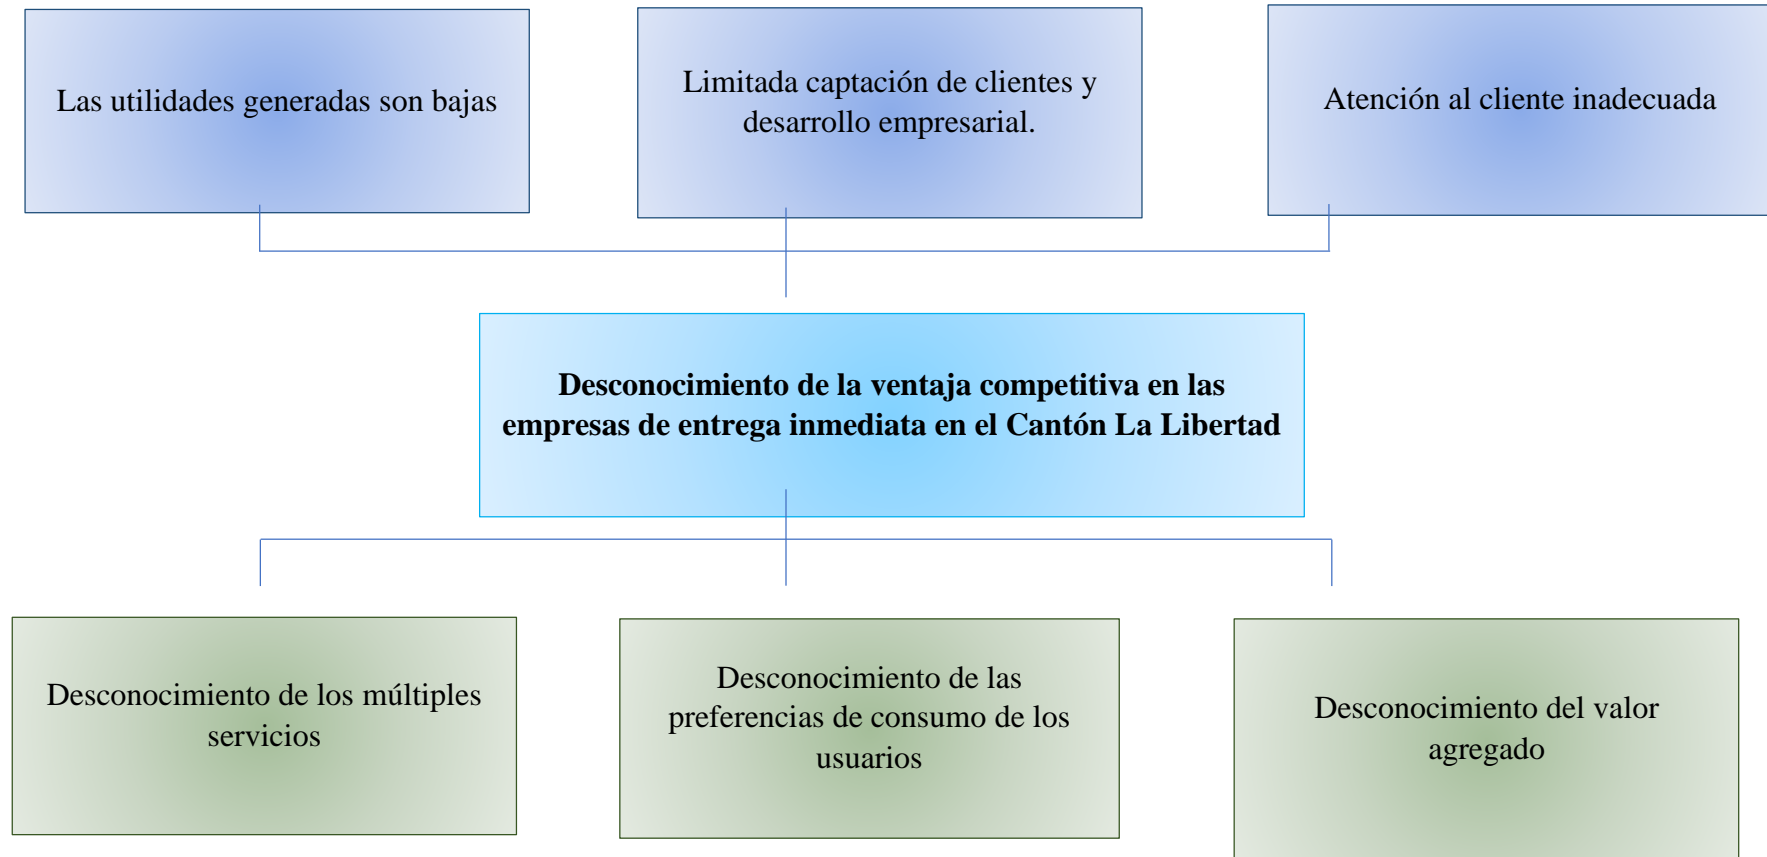 Las utilidades generadas son bajas
Limitada captación de clientes y
desarrollo empresarial.
Atención al cliente inadecuada
Desconocimiento de la ventaja competitiva en las
empresas de entrega inmediata en el Cantón La Libertad
Desconocimiento de los múltiples
servicios
Desconocimiento de las
preferencias de consumo de los
usuarios
Desconocimiento del valor
agregado